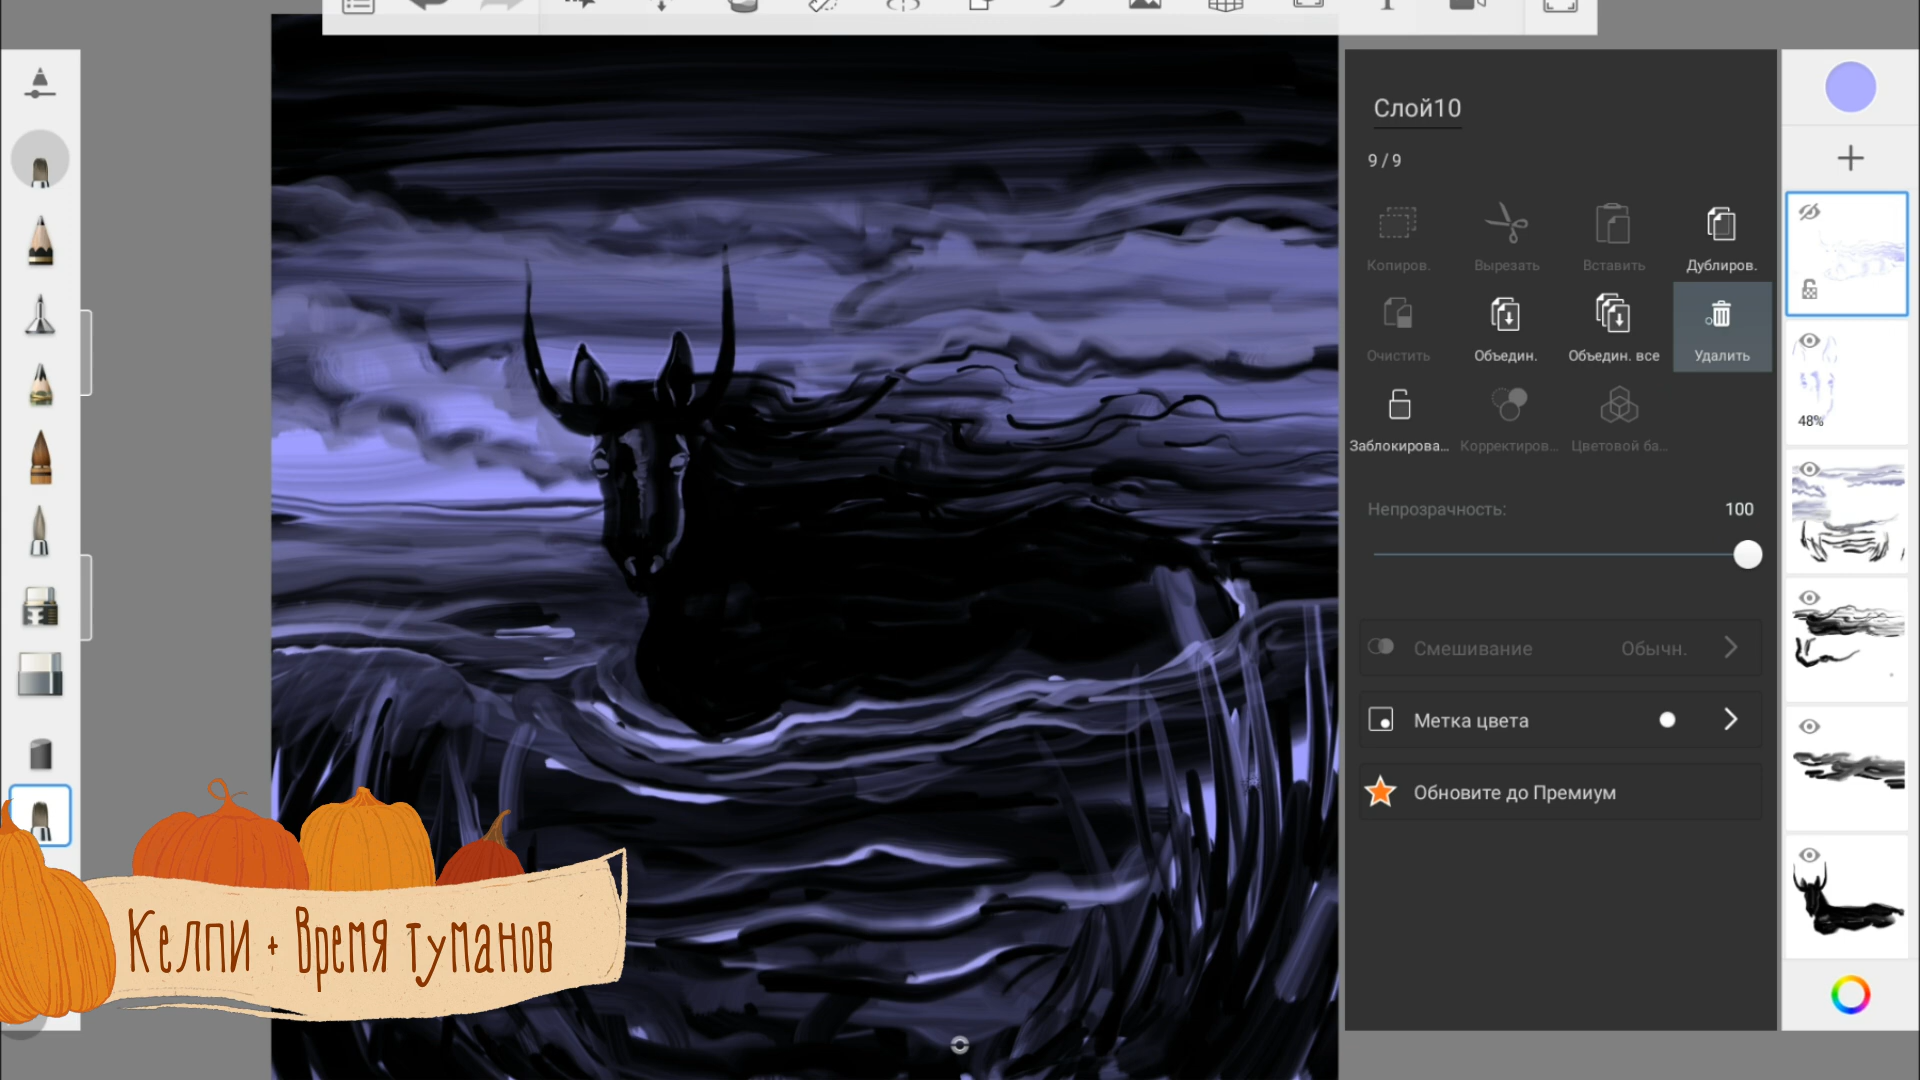 Слой10
9 / 9
Копиров.
Вырезать
Вставить
Дублиров.
Очистить
Объедин.
Объедин. все
Удалить
Заблокирова...
Корректиров...
Цветовой ба...
Непрозрачность:
100
Смешивание
Обычн.
Метка цвета
Обновите до Премиум
48%
Келпи + Время туманов